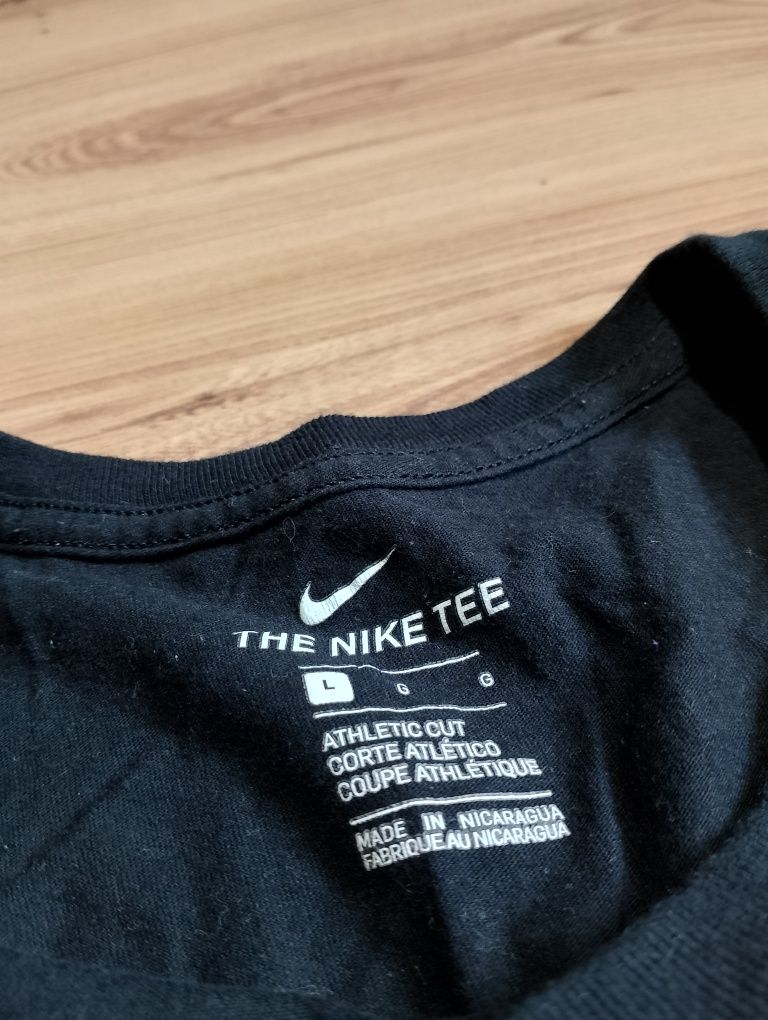 THE NIKE TEE
L G G
ATHLETIC CUT
CORTE ATLÉTICO
COUPE ATHLÉTIQUE
MADE IN NICARAGUA
FABRIQUE AU NICARAGUA